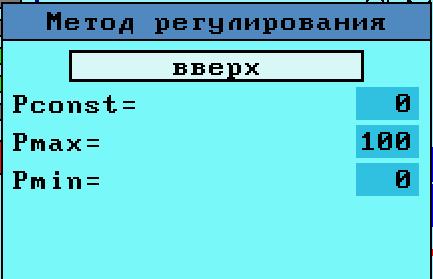 Метод регулирования
вверх
Pconst= 0
Pmax= 100
Pmin= 0